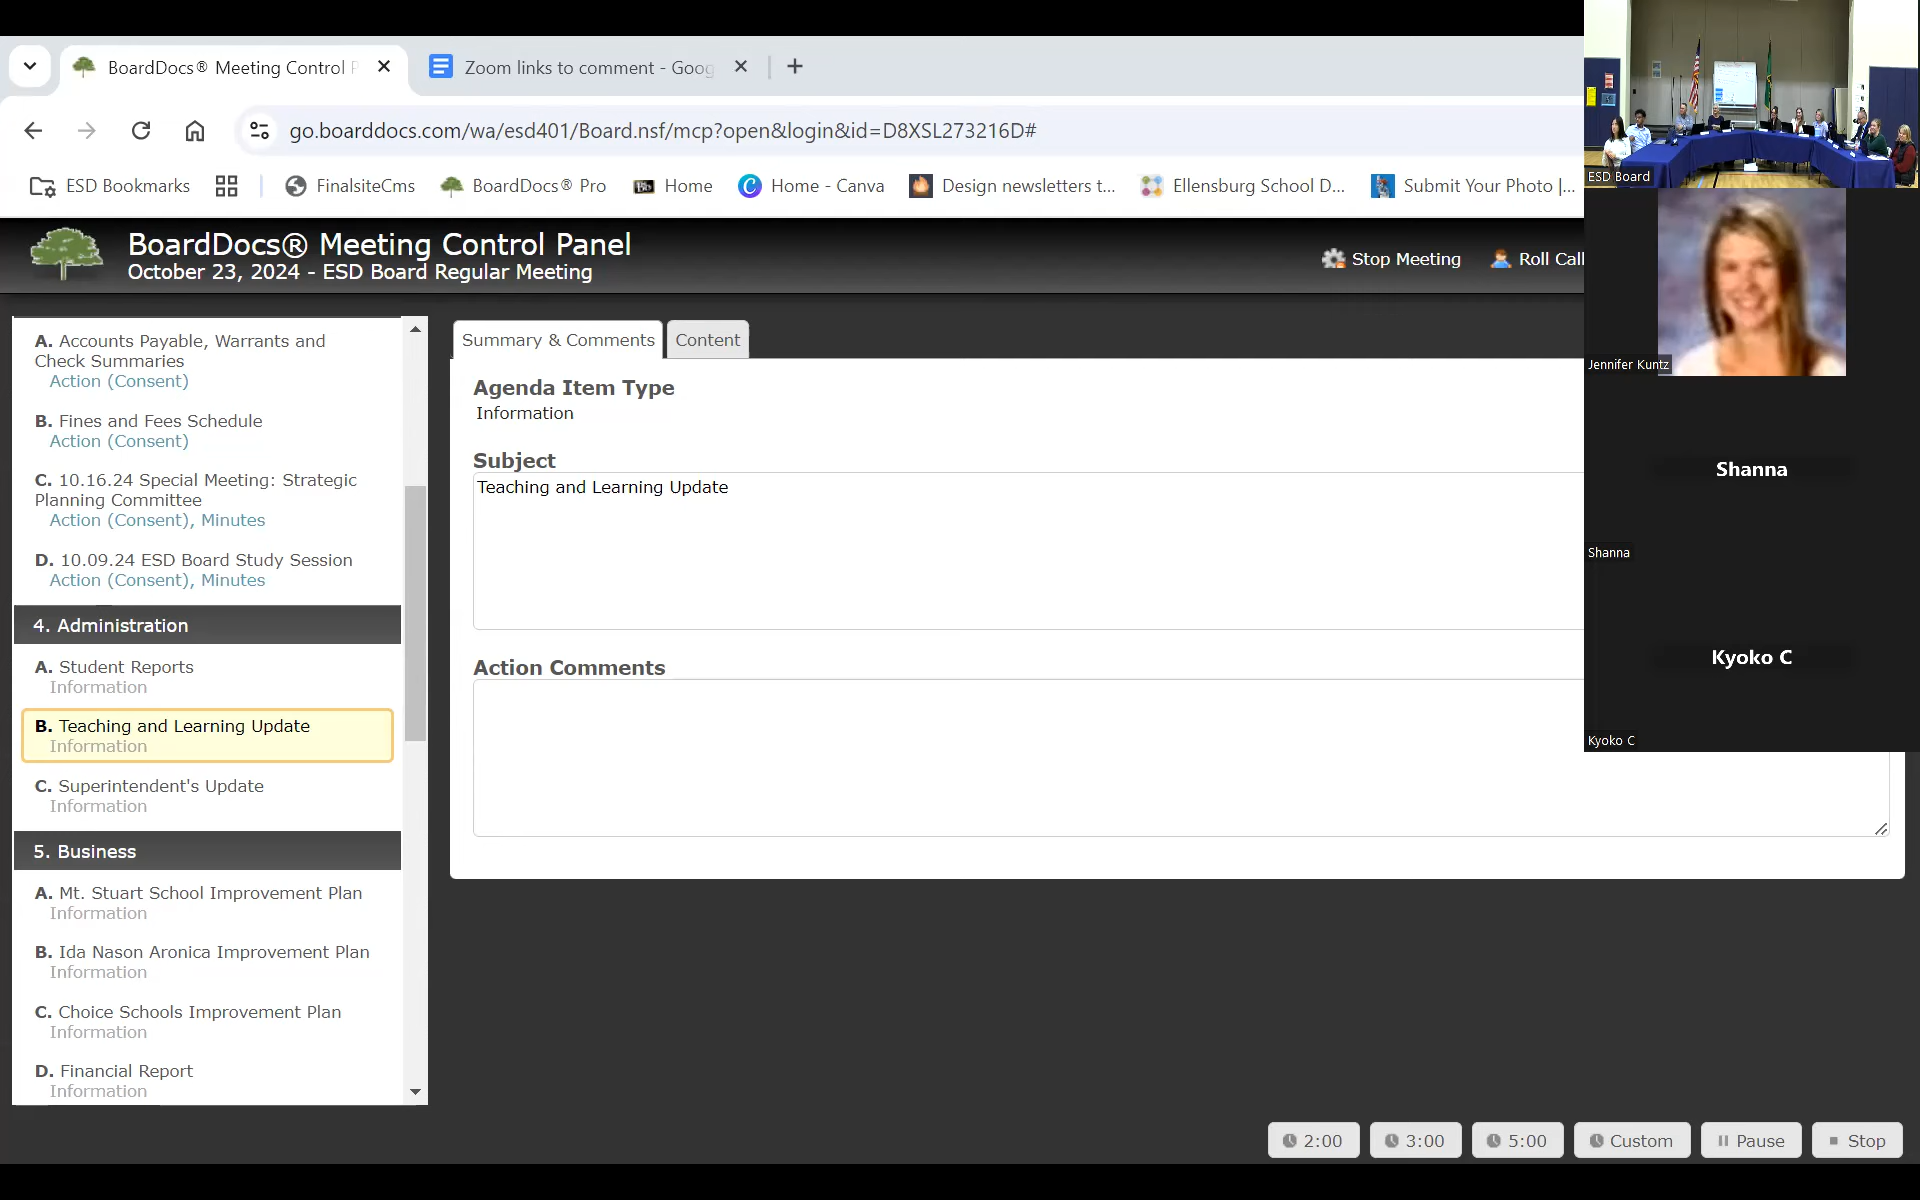 BoardDocs® Meeting Control P
Zoom links to comment - Goog
go.boarddocs.com/wa/esd401/Board.nsf/mcp?open&login&id=D8XSL273216D#
ESD Bookmarks
FinalsiteCms
BoardDocs® Pro
Bb Home
Home - Canva
Design newsletters t...
Ellensburg School D...
Submit Your Photo |...
BoardDocs® Meeting Control Panel
October 23, 2024 - ESD Board Regular Meeting
Stop Meeting
Roll Call
A. Accounts Payable, Warrants and
Check Summaries
Action (Consent)
B. Fines and Fees Schedule
Action (Consent)
C. 10.16.24 Special Meeting: Strategic
Planning Committee
Action (Consent), Minutes
D. 10.09.24 ESD Board Study Session
Action (Consent), Minutes
4. Administration
A. Student Reports
Information
B. Teaching and Learning Update
Information
C. Superintendent's Update
Information
5. Business
A. Mt. Stuart School Improvement Plan
Information
B. Ida Nason Aronica Improvement Plan
Information
C. Choice Schools Improvement Plan
Information
D. Financial Report
Information
Summary & Comments
Content
Agenda Item Type
Information
Subject
Teaching and Learning Update
Action Comments
ESD Board
Jennifer Kuntz
Shanna
Shanna
Kyoko C
Kyoko C
2:00
3:00
5:00
Custom
Pause
Stop